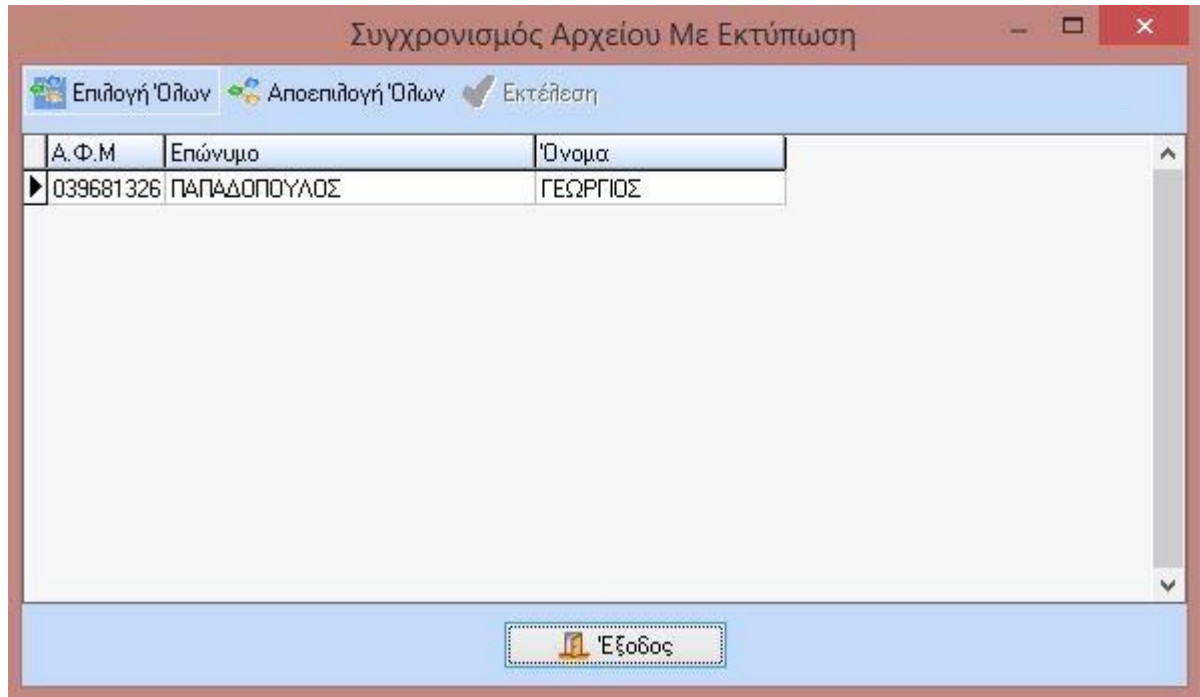 Συγχρονισμός Αρχείου Με Εκτύπωση
Επιλογή Όλων Αποεπιλογή Όλων Εκτέλεση
Α.Φ.Μ Επώνυμο Όνομα
039681326 ΠΑΠΑΔΟΠΟΥΛΟΣ ΓΕΩΡΓΙΟΣ
Έξοδος